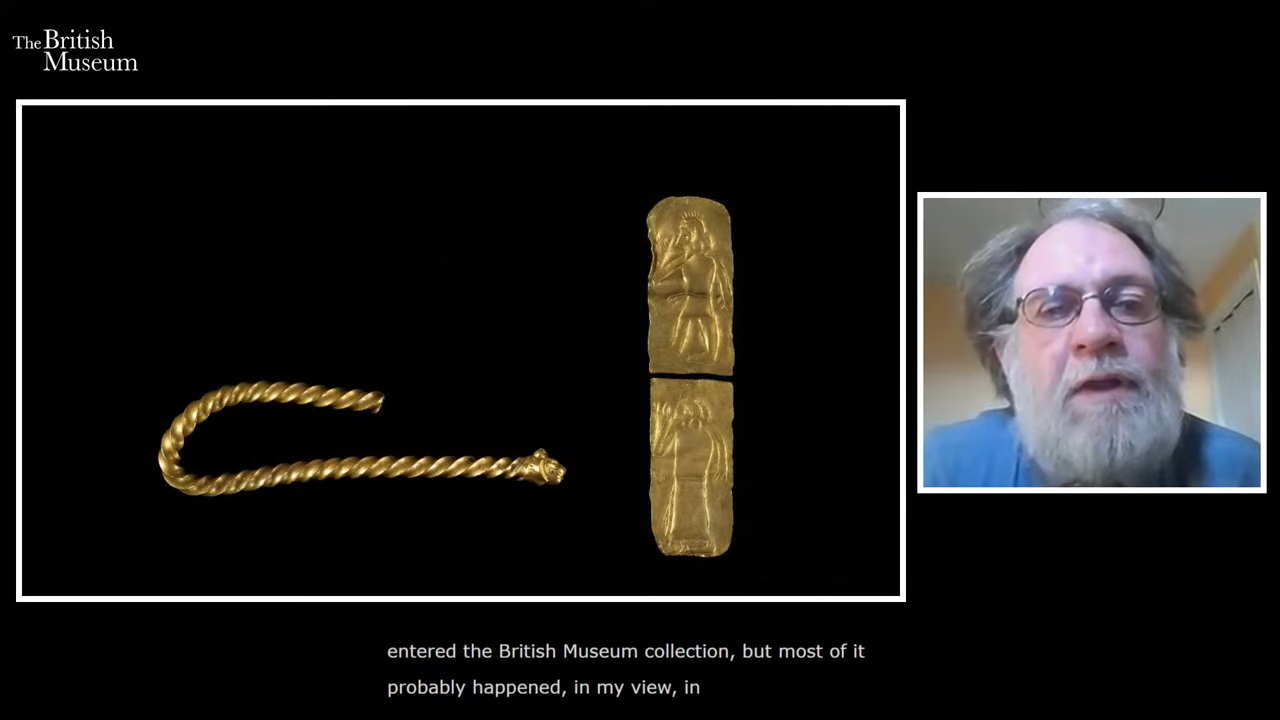 The British
Museum
entered the British Museum collection, but most of it
probably happened, in my view, in